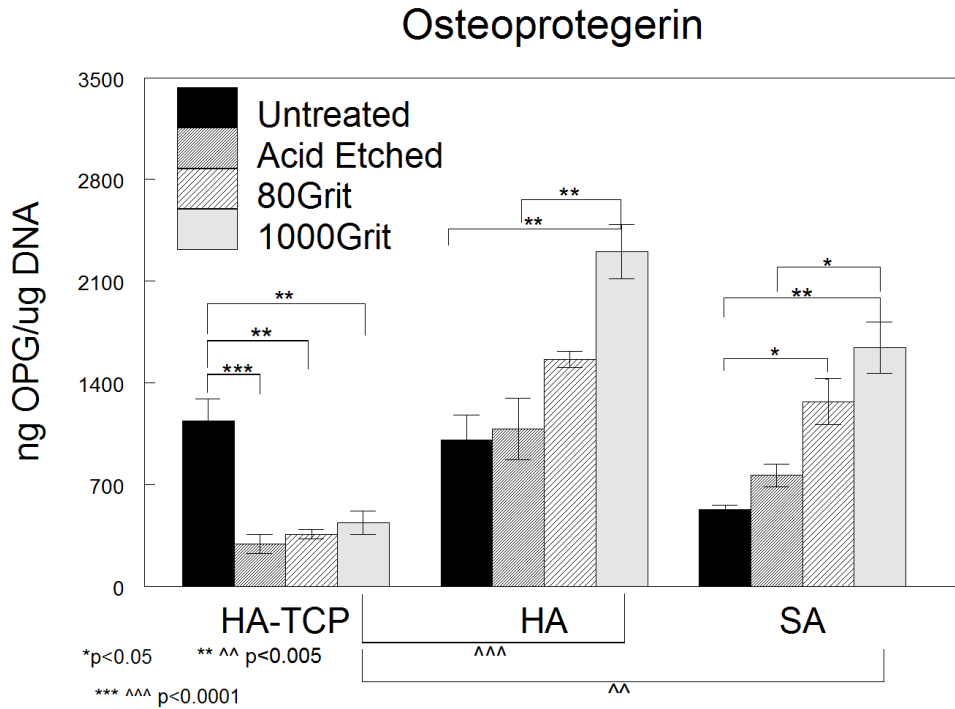 Osteoprotegerin
ng OPG/ug DNA
3500
2800
2100
1400
700
0
Untreated
Acid Etched
80Grit
1000Grit
**
**
***
**
**
*
**
*
HA-TCP HA SA
*p<0.05 ** ^^ p<0.005 ^^^
*** ^^^ p<0.0001 ^^